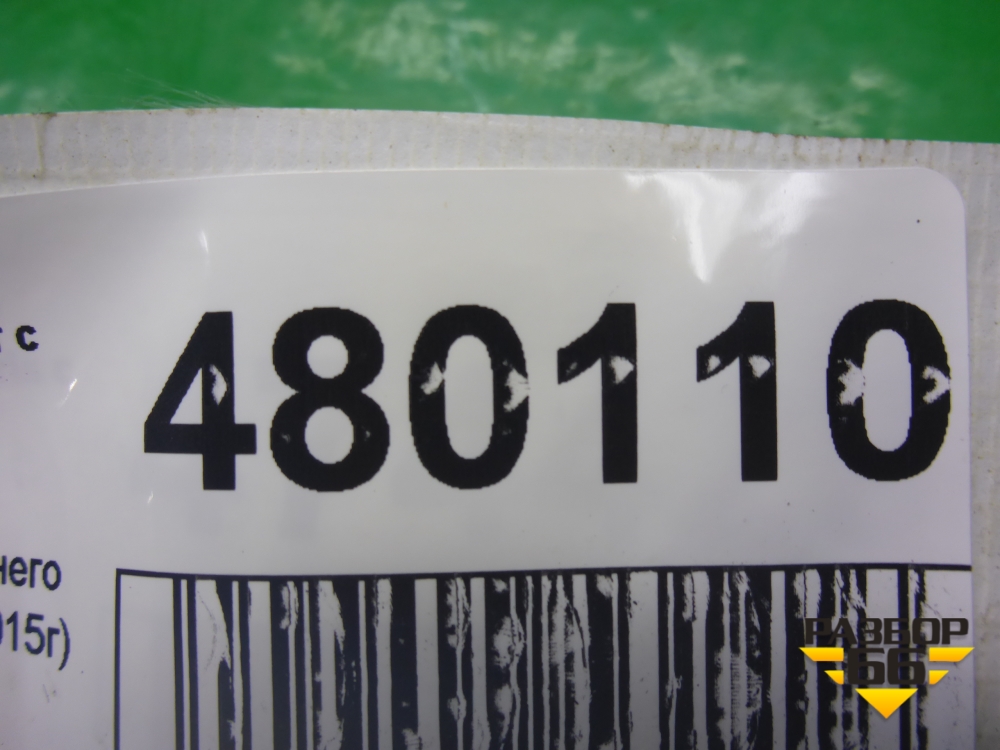 с
480110
него
015г)
РАЗБОР
66